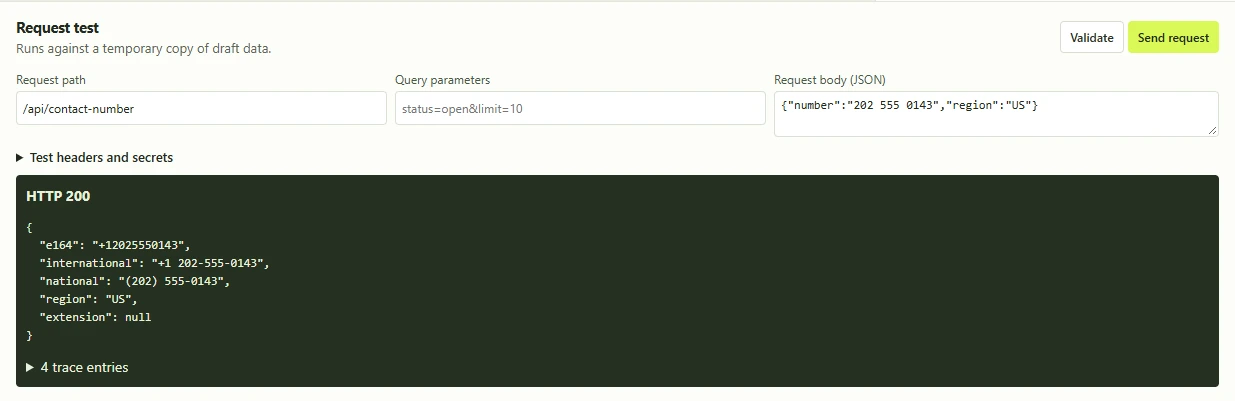 Request test
Runs against a temporary copy of draft data.
Validate
Send request
Request path
Query parameters
Request body (JSON)
/api/contact-number
status=open&limit=10
{"number":"202 555 0143","region":"US"}
Test headers and secrets
HTTP 200
{
  "e164": "+12025550143",
  "international": "+1 202-555-0143",
  "national": "(202) 555-0143",
  "region": "US",
  "extension": null
}
4 trace entries